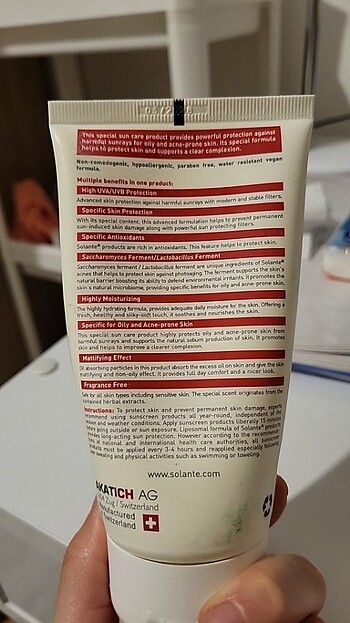 This special sun care product provides powerful protection against
harmful sunrays for oily and acne-prone skin. Its special formula
helps to protect skin and supports a clear complexion.
Non-comedogenic, hypoallergenic, paraben free, water resistant vegan
formula.
Multiple benefits in one product:
High UVA/UVB Protection
Advanced skin protection against harmful sunrays with modern and stable filters.
Specific Skin Protection
With its special content, this advanced formulation helps to prevent permanent
sun-induced skin damage along with powerful sun protecting filters.
Specific Antioxidants
Solante® products are rich in antioxidants. This feature helps to protect skin.
Saccharomyces Ferment/Lactobacillus Ferment
Saccharomyces ferment / Lactobacillus ferment are unique ingredients of Solante®
acnes that helps to protect skin against photoaging. The ferment supports the skin's
natural barrier boosting its ability to defend environmental irritants. It promotes the
skin's natural microbiome, providing specific benefits for oily and acne-prone skin.
Highly Moisturizing
The highly hydrating formula, provides adequate daily moisture for the skin. Offering a
fresh, healthy and silky-soft touch, it soothes and nourishes the skin.
Specific for Oily and Acne-prone Skin
This special sun care product highly protects oily and acne-prone skin from
harmful sunrays and supports the natural sebum production of skin. It promotes
skin and helps to improve a clearer complexion.
Mattifying Effect
Oil absorbing particles in this product absorb the excess oil on skin and give the skin
mattifying and non-oily effect. It provides full day comfort and a nicer look.
Fragrance Free
Safe for all skin types including sensitive skin. The special scent originates from the
contained herbal extracts.
Instructions: To protect skin and prevent permanent skin damage, experts
recommend using sunscreen products all year-round, independent of the
season and weather conditions. Apply sunscreen products liberally 15 minutes
before going outside or sun exposure. Liposomal formula of Solante® products
provides long-acting sun protection. However according to the recommendations
of national and international health care authorities, all sunscreen
products must be applied every 3-4 hours and reapplied especially following
sweating and physical activities such as swimming or toweling.
www.solante.com
AKATICH AG
Zug / Switzerland
nufactured
Switzerland